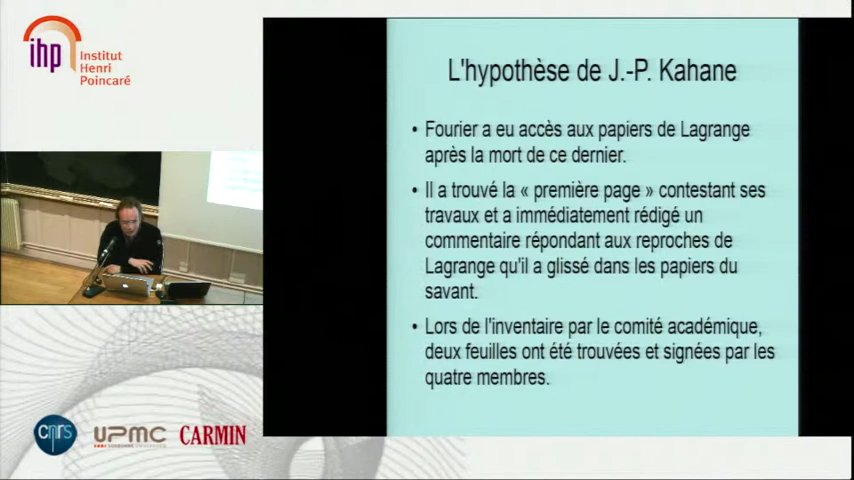 ihp
Institut
Henri
Poincaré
L'hypothèse de J.-P. Kahane
• Fourier a eu accès aux papiers de Lagrange
après la mort de ce dernier.
• Il a trouvé la « première page » contestant ses
travaux et a immédiatement rédigé un
commentaire répondant aux reproches de
Lagrange qu'il a glissé dans les papiers du
savant.
• Lors de l'inventaire par le comité académique,
deux feuilles ont été trouvées et signées par les
quatre membres.
cnrs
UPMC
CARMIN